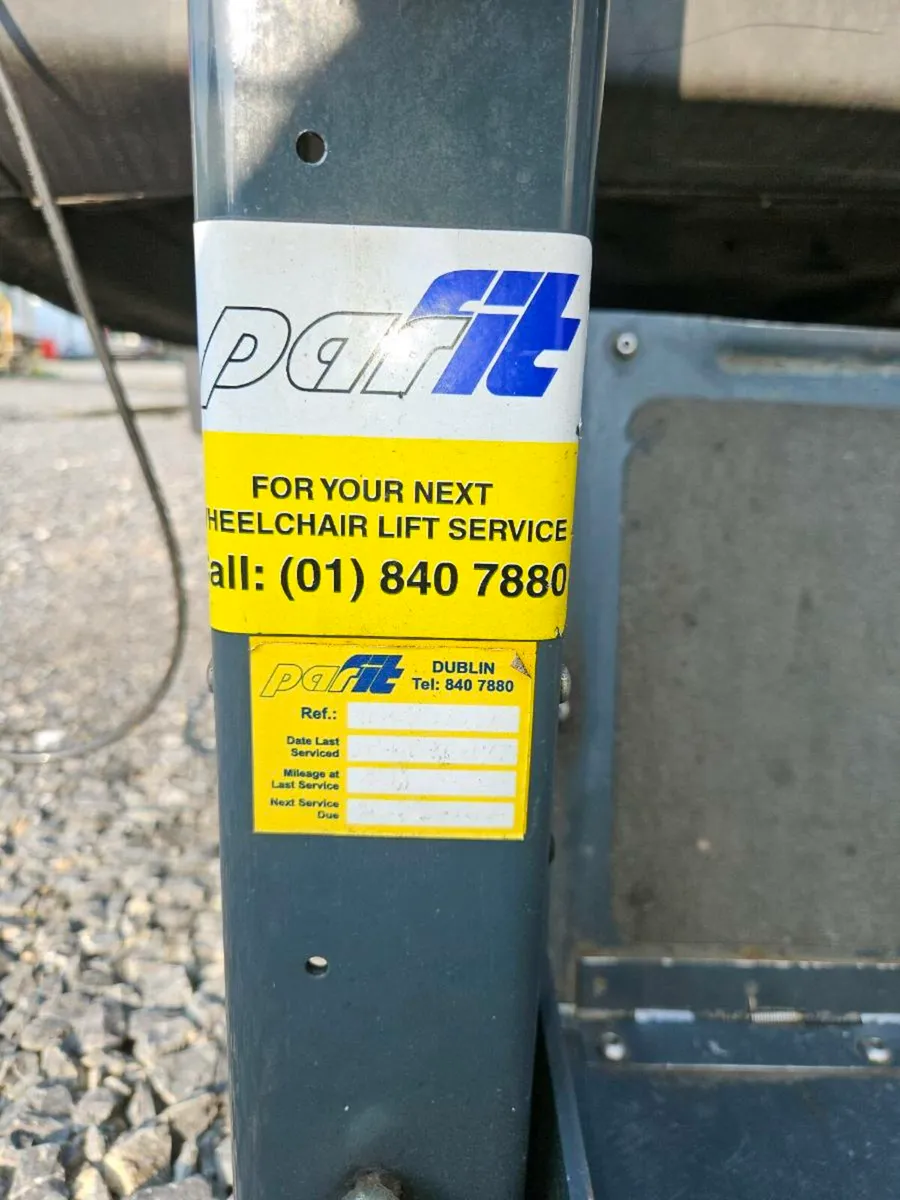 parfit
FOR YOUR NEXT
HEELCHAIR LIFT SERVICE
all: (01) 840 7880
parfit
DUBLIN
Tel: 840 7880
Ref.:
Date Last
Serviced
Mileage at
Last Service
Next Service
Due